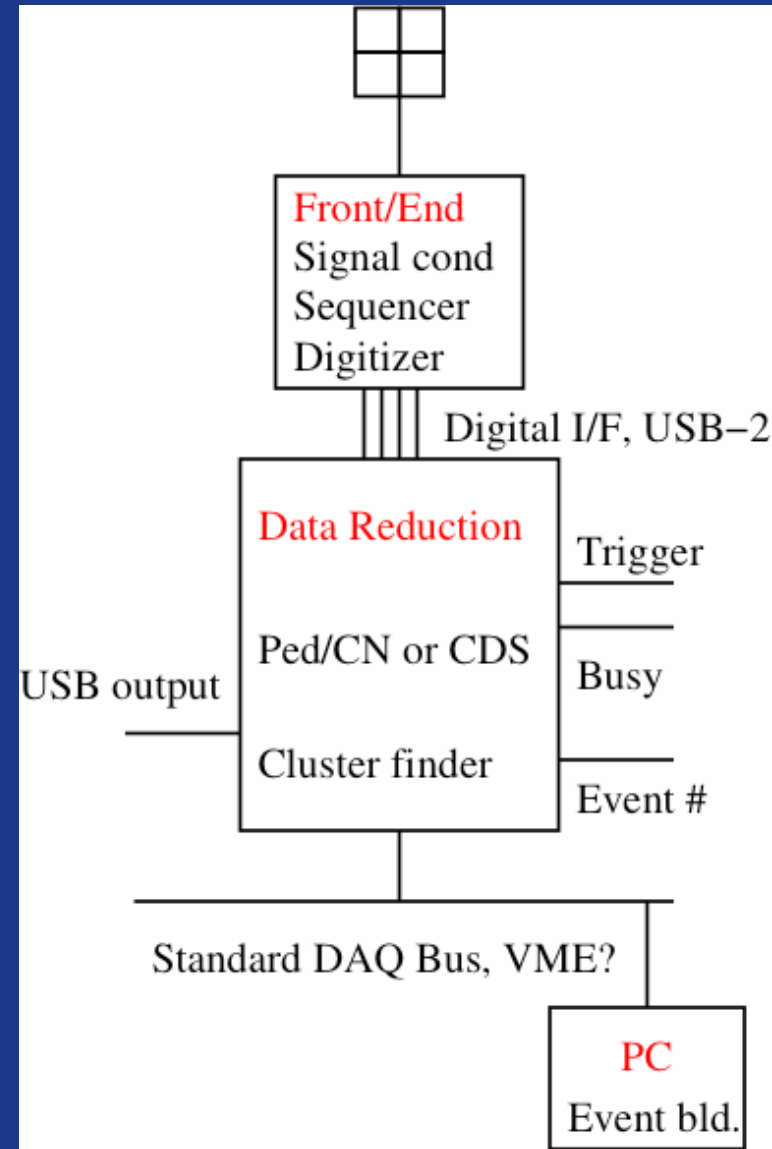 Front/End
Signal cond
Sequencer
Digitizer
Digital I/F, USB−2
Data Reduction
Trigger
Ped/CN or CDS
Busy
USB output
Cluster finder
Event #
Standard DAQ Bus, VME?
PC
Event bld.